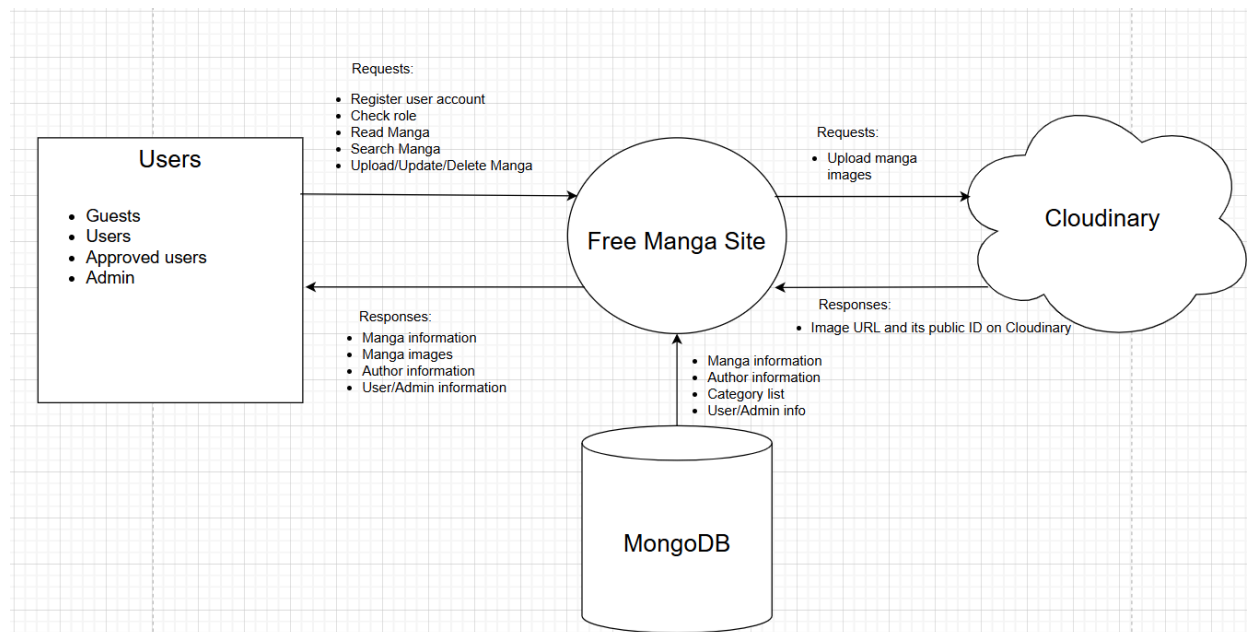 Requests:
• Register user account
• Check role
• Read Manga
• Search Manga
• Upload/Update/Delete Manga
Users
• Guests
• Users
• Approved users
• Admin
Free Manga Site
Requests:
• Upload manga
images
Cloudinary
Responses:
• Manga information
• Manga images
• Author information
• User/Admin information
Responses:
• Image URL and its public ID on Cloudinary
• Manga information
• Author information
• Category list
• User/Admin info
MongoDB